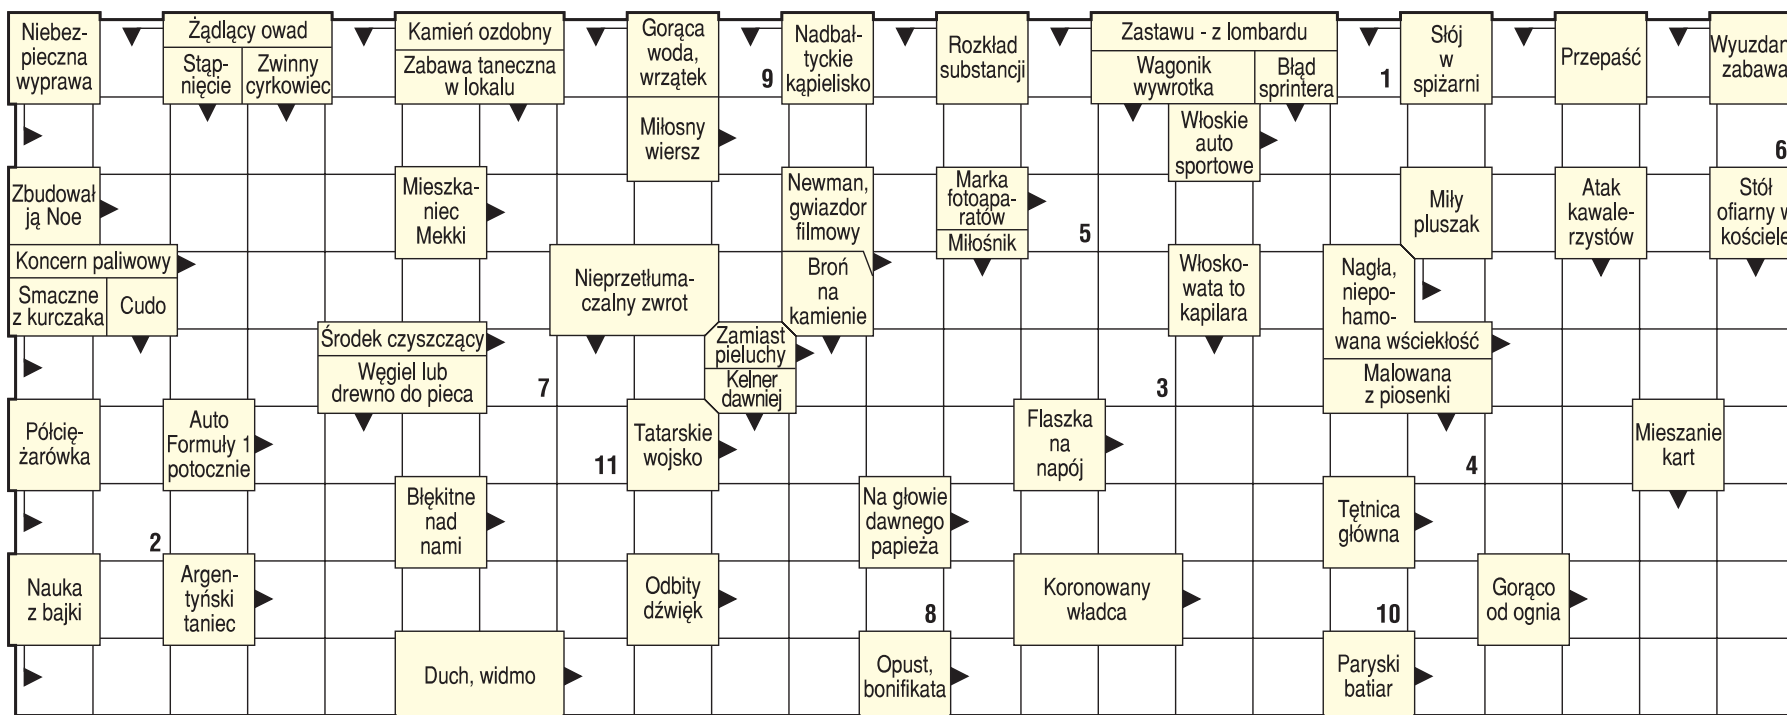 Niebez-
pieczna
wyprawa
Żądlący owad
Stąp-
nięcie
Zwinny
cyrkowiec
Kamień ozdobny
Zabawa taneczna
w lokalu
Gorąca
woda,
wrzątek
9
Nadbał-
tyckie
kąpielisko
Rozkład
substancji
Zastawu - z lombardu
Wagonik
wywrotka
Błąd
sprintera
1
Słój
w
spiżarni
Przepaść
zabawa
Miłosny
wiersz
Włoskie
auto
sportowe
6
Zbudował
ją Noe
Mieszka-
niec
Mekki
Newman,
gwiazdor
filmowy
Marka
fotoapa-
ratów
Miłośnik
5
Miły
pluszak
Atak
kawale-
rzystów
Stół
ofiarny w
kościele
Koncern paliwowy
Smaczne
z kurczaka
Cudo
Nieprzetłuma-
czalny zwrot
Broń
na
kamienie
Włosko-
wata to
kapilara
Nagła,
niepo-
hamo-
wana wściekłość
Malowana
z piosenki
Środek czyszczący
Węgiel lub
drewno do pieca
7
Zamiast
pieluchy
Kelner
dawniej
3
Półcię-
żarówka
Auto
Formuły 1
potocznie
11
Tatarskie
wojsko
Flaszka
na
napój
4
Mieszanie
kart
2
Błękitne
nad
nami
Na głowie
dawnego
papieża
Tętnica
główna
Nauka
z bajki
Argen-
tyński
taniec
Odbity
dźwięk
8
Koronowany
władca
10
Gorąco
od ognia
Duch, widmo
Opust,
bonifikata
Paryski
batiar